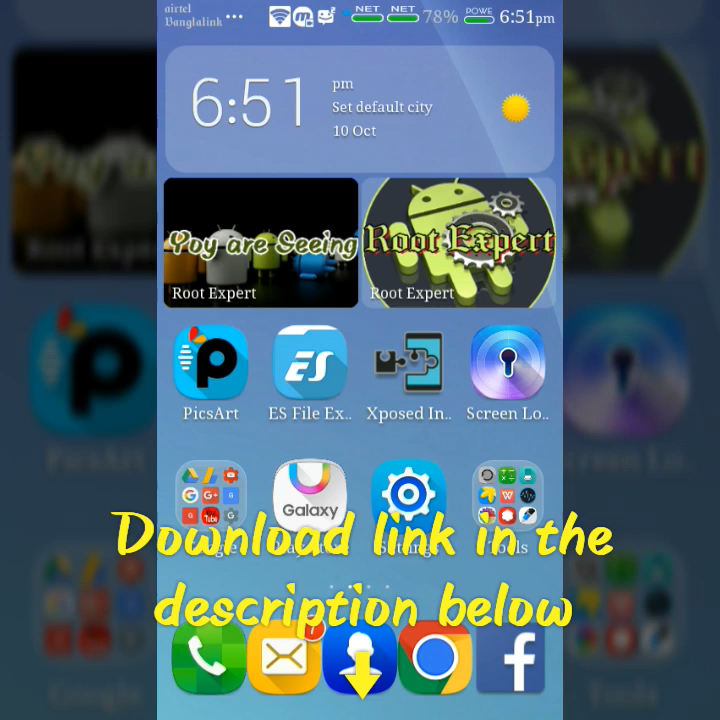 airtel
Banglalink •••
NET NET 78% POWE 6:51pm
6:51
pm
Set default city
10 Oct
You are Seeing
Root Expert
Root Expert
Root Expert
PicsArt ES File Ex.. Xposed In.. Screen Lo..
Galaxy
Download link in the
description below